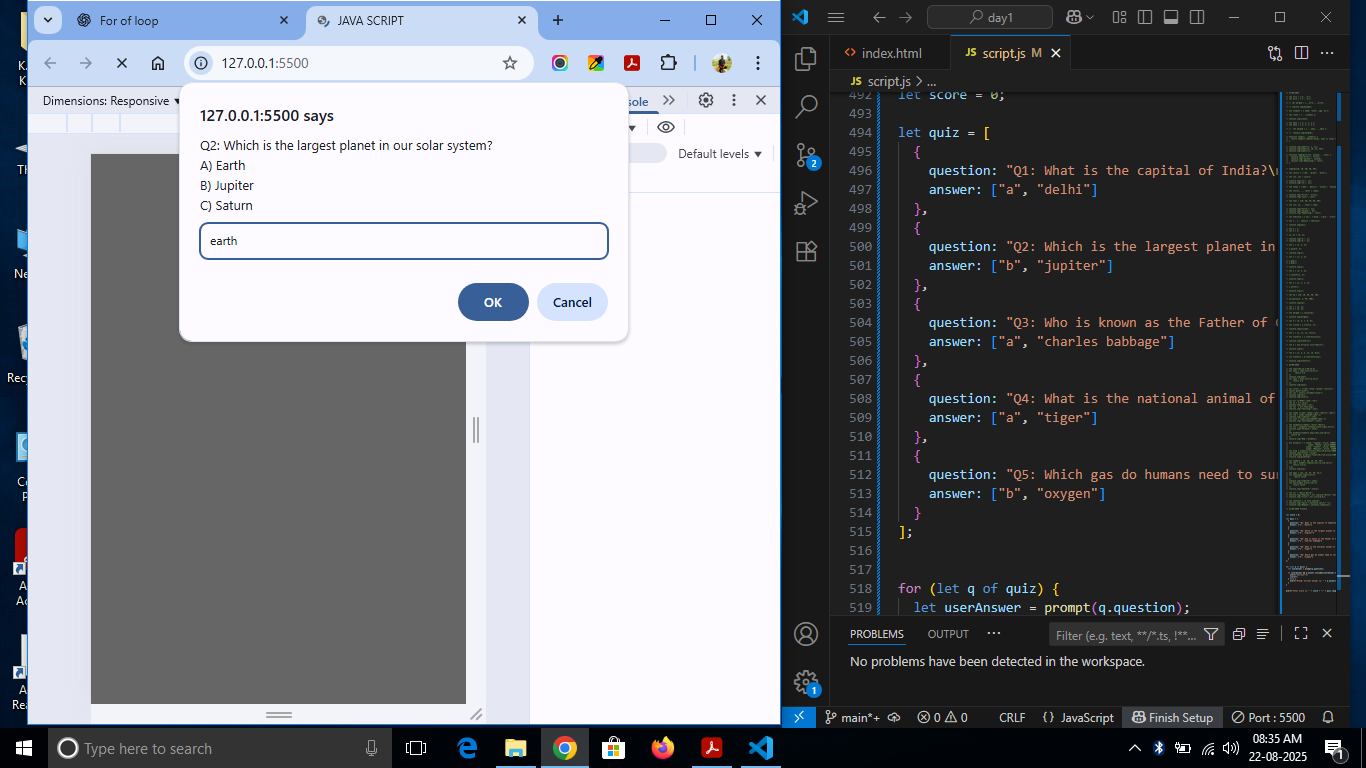 For of loop
JAVA SCRIPT
127.0.0.1:5500
Dimensions: Responsive
Default levels
127.0.0.1:5500 says
Q2: Which is the largest planet in our solar system?
A) Earth
B) Jupiter
C) Saturn
earth
OK
Cancel
day1
index.html
JS script.js M
JS script.js > ...
492 let score = 0;
493
494 let quiz = [
495 {
496 question: "Q1: What is the capital of India?\
497 answer: ["a", "delhi"]
498 },
499 {
500 question: "Q2: Which is the largest planet in
501 answer: ["b", "jupiter"]
502 },
503 {
504 question: "Q3: Who is known as the Father of
505 answer: ["a", "charles babbage"]
506 },
507 {
508 question: "Q4: What is the national animal of
509 answer: ["a", "tiger"]
510 },
511 {
512 question: "Q5: Which gas do humans need to su
513 answer: ["b", "oxygen"]
514 }
515 ];
516
517
518 for (let q of quiz) {
519 let userAnswer = prompt(q.question);
PROBLEMS
OUTPUT
...
Filter (e.g. text, **/*.ts, !**...
No problems have been detected in the workspace.
2
1
main*+
0
0
CRLF
{} JavaScript
Finish Setup
Port : 5500
Type here to search
08:35 AM
22-08-2025
1